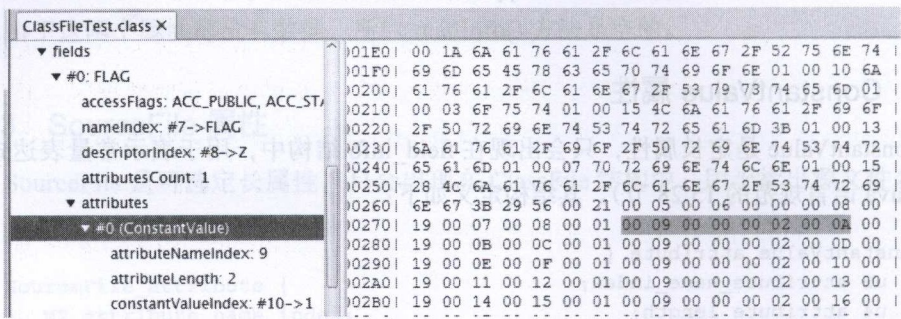 ClassFileTest.class ×
▼ fields
▼ #0: FLAG
accessFlags: ACC_PUBLIC, ACC_STA
nameIndex: #7->FLAG
descriptorIndex: #8->Z
attributesCount: 1
▼ attributes
▼ #0 (ConstantValue)
attributeNameIndex: 9
attributeLength: 2
constantValueIndex: #10->1
001E0| 00 1A 6A 61 76 61 2F 6C 61 6E 67 2F 52 75 6E 74 |
001F0| 69 6D 65 45 78 63 65 70 74 69 6F 6E 01 00 10 6A |
00200| 61 76 61 2F 6C 61 6E 67 2F 53 79 73 74 65 6D 01 |
00210| 00 03 6F 75 74 01 00 15 4C 6A 61 76 61 2F 69 6F |
00220| 2F 50 72 69 6E 74 53 74 72 65 61 6D 3B 01 00 13 |
00230| 6A 61 76 61 2F 69 6F 2F 50 72 69 6E 74 53 74 72 |
00240| 65 61 6D 01 00 07 70 72 69 6E 74 6C 6E 01 00 15 |
00250| 28 4C 6A 61 76 61 2F 6C 61 6E 67 2F 53 74 72 69 |
00260| 6E 67 3B 29 56 00 21 00 05 00 06 00 00 00 08 00 |
00270| 19 00 07 00 08 00 01 00 09 00 00 00 02 00 0A 00 |
00280| 19 00 0B 00 0C 00 01 00 09 00 00 00 02 00 0D 00 |
00290| 19 00 0E 00 0F 00 01 00 09 00 00 00 02 00 10 00 |
002A0| 19 00 11 00 12 00 01 00 09 00 00 00 02 00 13 00 |
002B0| 19 00 14 00 15 00 01 00 09 00 00 00 02 00 16 00 |